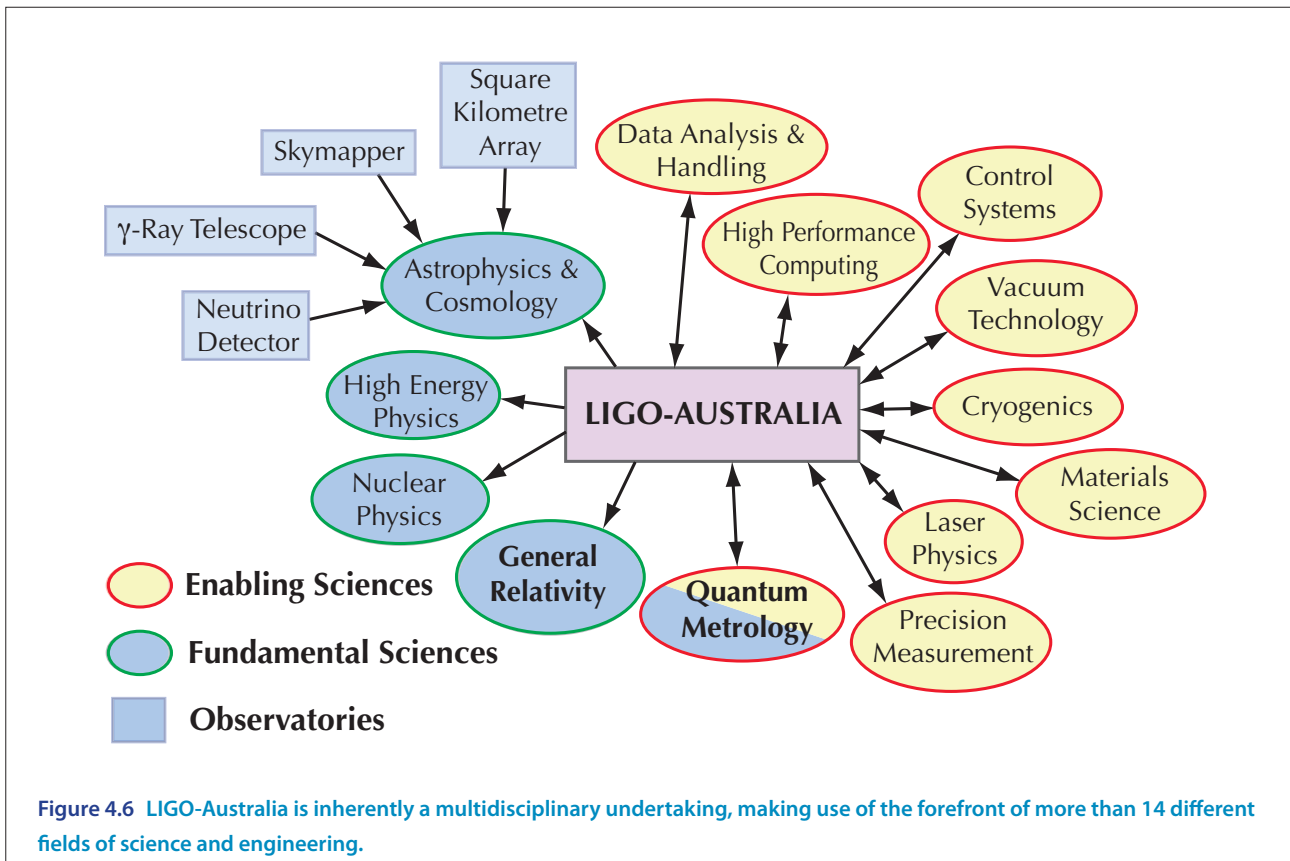 Square
Kilometre
Array
Skymapper
γ-Ray Telescope
Neutrino
Detector
Astrophysics &
Cosmology
Data Analysis &
Handling
High Performance
Computing
Control
Systems
Vacuum
Technology
Cryogenics
Materials
Science
Laser
Physics
Precision
Measurement
LIGO-AUSTRALIA
High Energy
Physics
Nuclear
Physics
General
Relativity
Quantum
Metrology
Enabling Sciences
Fundamental Sciences
Observatories
Figure 4.6 LIGO-Australia is inherently a multidisciplinary undertaking, making use of the forefront of more than 14 different
fields of science and engineering.